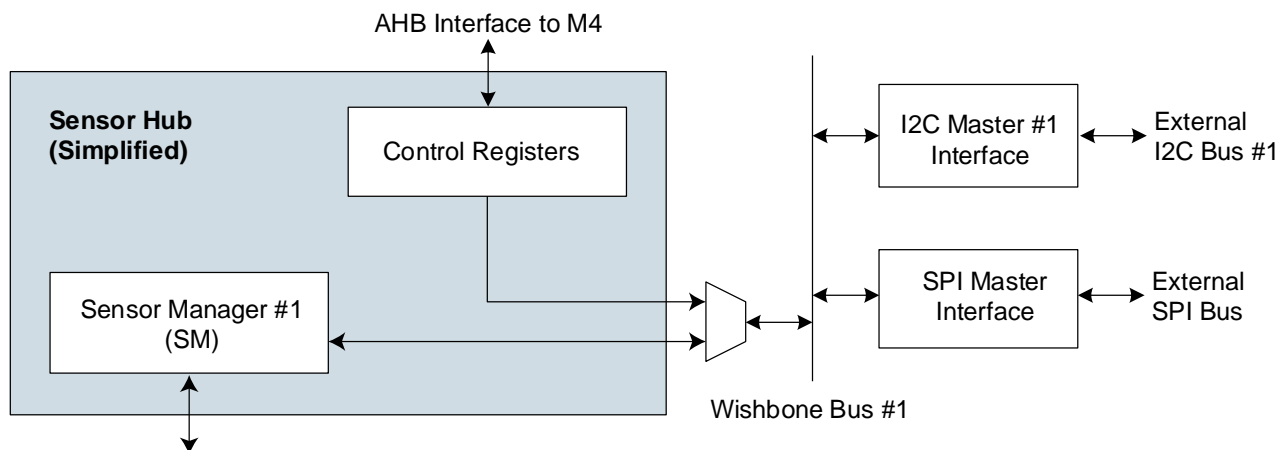 AHB Interface to M4
Sensor Hub
(Simplified)
Control Registers
I2C Master #1
Interface
External
I2C Bus #1
Sensor Manager #1
(SM)
SPI Master
Interface
External
SPI Bus
Wishbone Bus #1